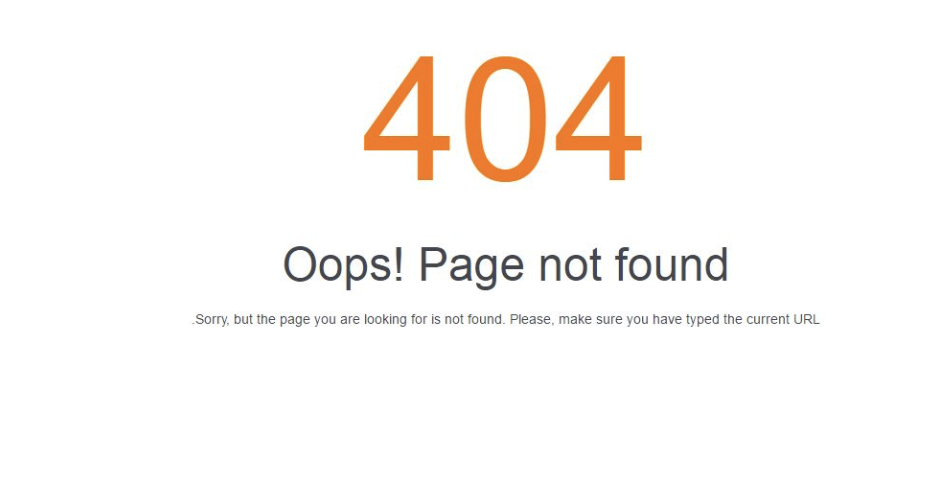 404
Oops! Page not found
.Sorry, but the page you are looking for is not found. Please, make sure you have typed the current URL